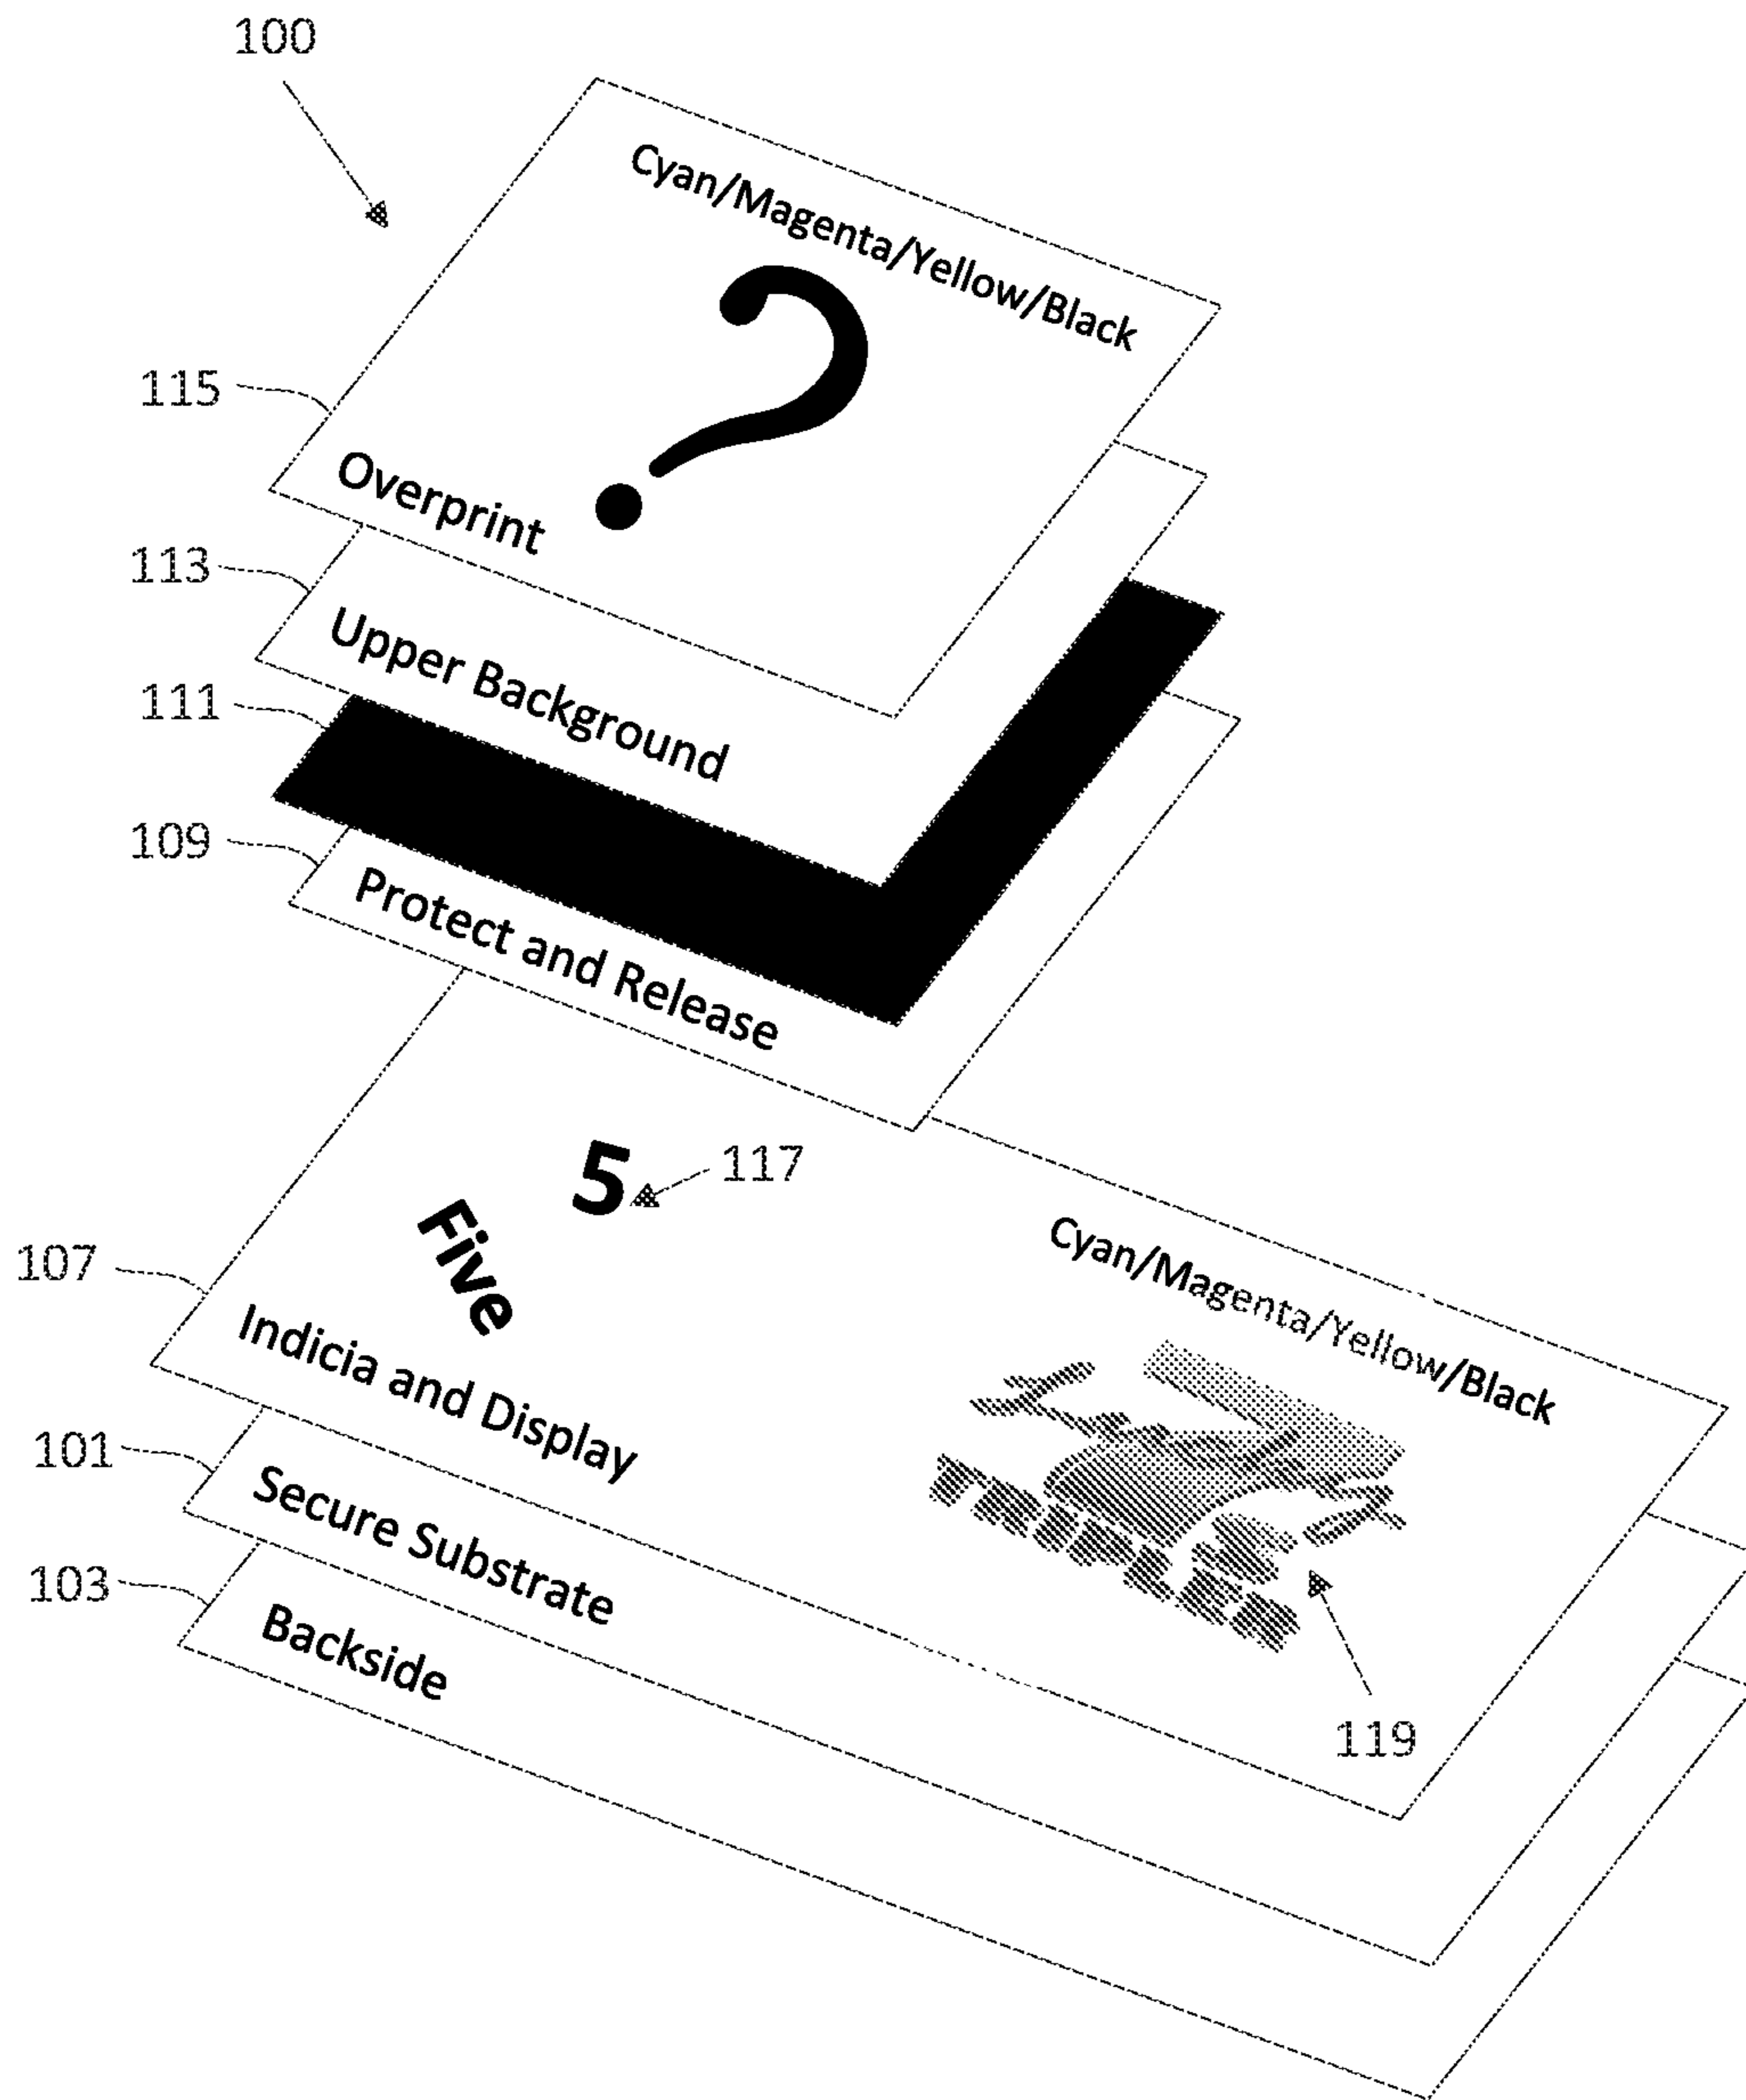 100
Cyan/Magenta/Yellow/Black
115
Overprint
113
Upper Background
111
109
Protect and Release
5
117
Five
Cyan/Magenta/Yellow/Black
107
Indicia and Display
TRIPLER
101
Secure Substrate
119
103
Backside